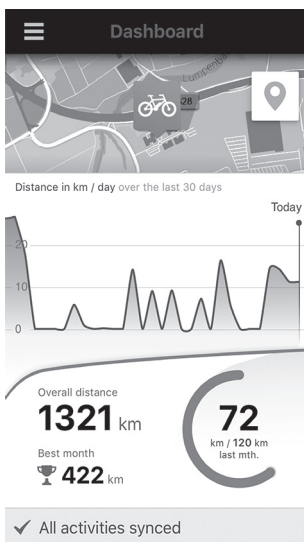 Dashboard
Lumpenba
28
Distance in km / day over the last 30 days
Today
20
10
0
Overall distance
1321 km
72
km / 120 km
last mth.
Best month
422 km
All activities synced